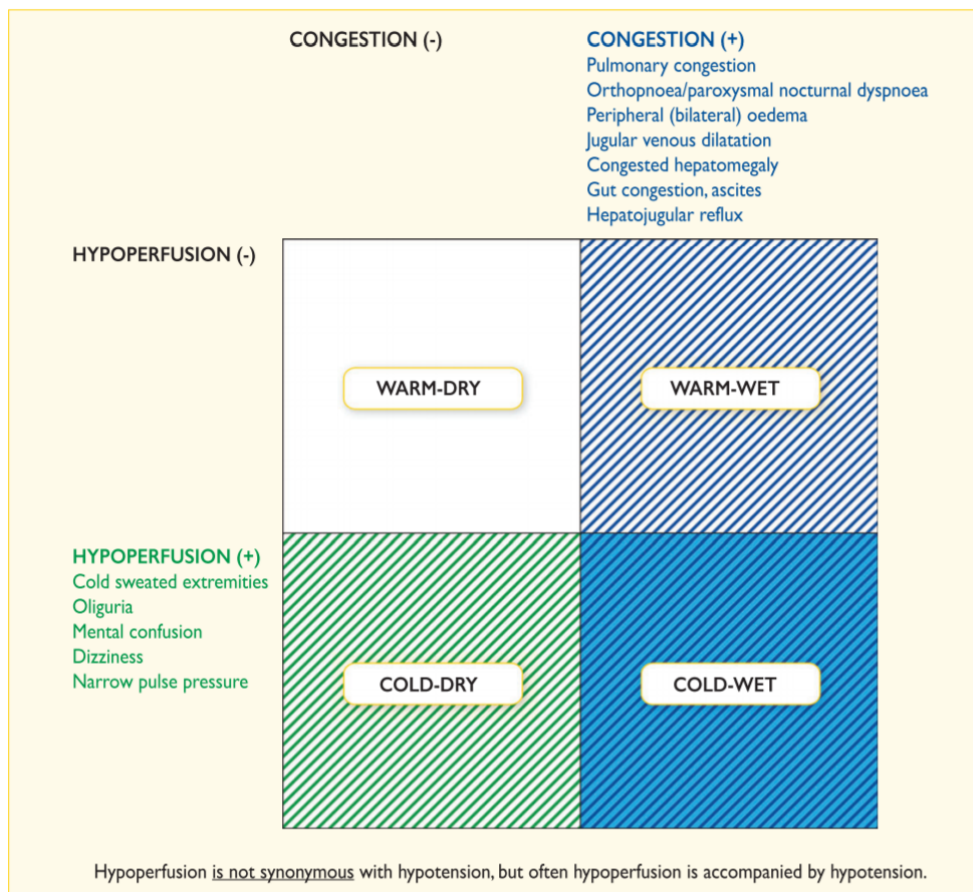 CONGESTION (-)
CONGESTION (+)
Pulmonary congestion
Orthopnoea/paroxysmal nocturnal dyspnoea
Peripheral (bilateral) oedema
Jugular venous dilatation
Congested hepatomegaly
Gut congestion, ascites
Hepatojugular reflux
HYPOPERFUSION (-)
WARM-DRY
WARM-WET
HYPOPERFUSION (+)
Cold sweated extremities
Oliguria
Mental confusion
Dizziness
Narrow pulse pressure
COLD-DRY
COLD-WET
Hypoperfusion is not synonymous with hypotension, but often hypoperfusion is accompanied by hypotension.